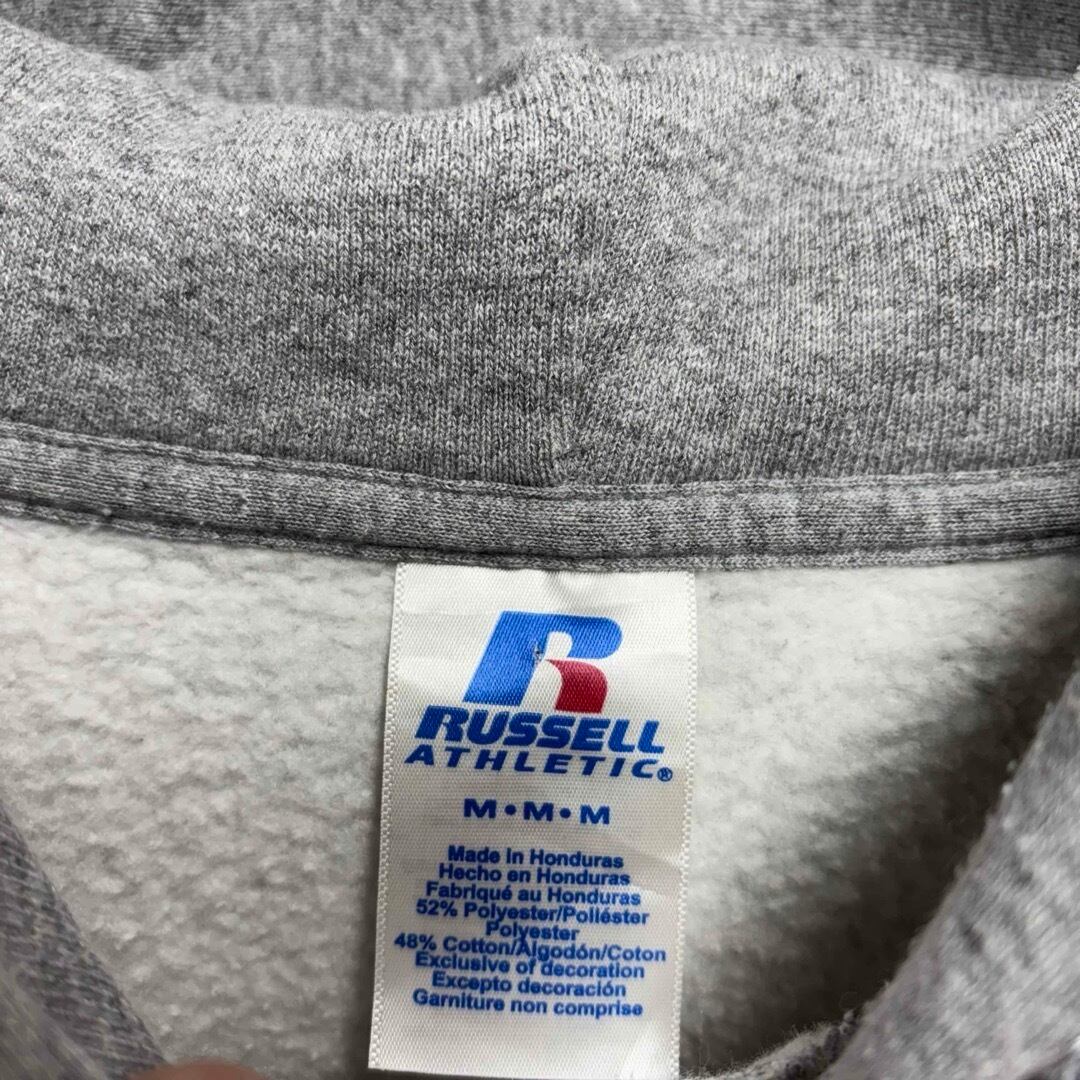 R
RUSSELL
ATHLETIC®
M•M•M
Made in Honduras
Hecho en Honduras
Fabriqué au Honduras
52% Polyester/Poliéster
Polyester
48% Cotton/Algodón/Coton
Exclusive of decoration
Excepto decoración
Garniture non comprise